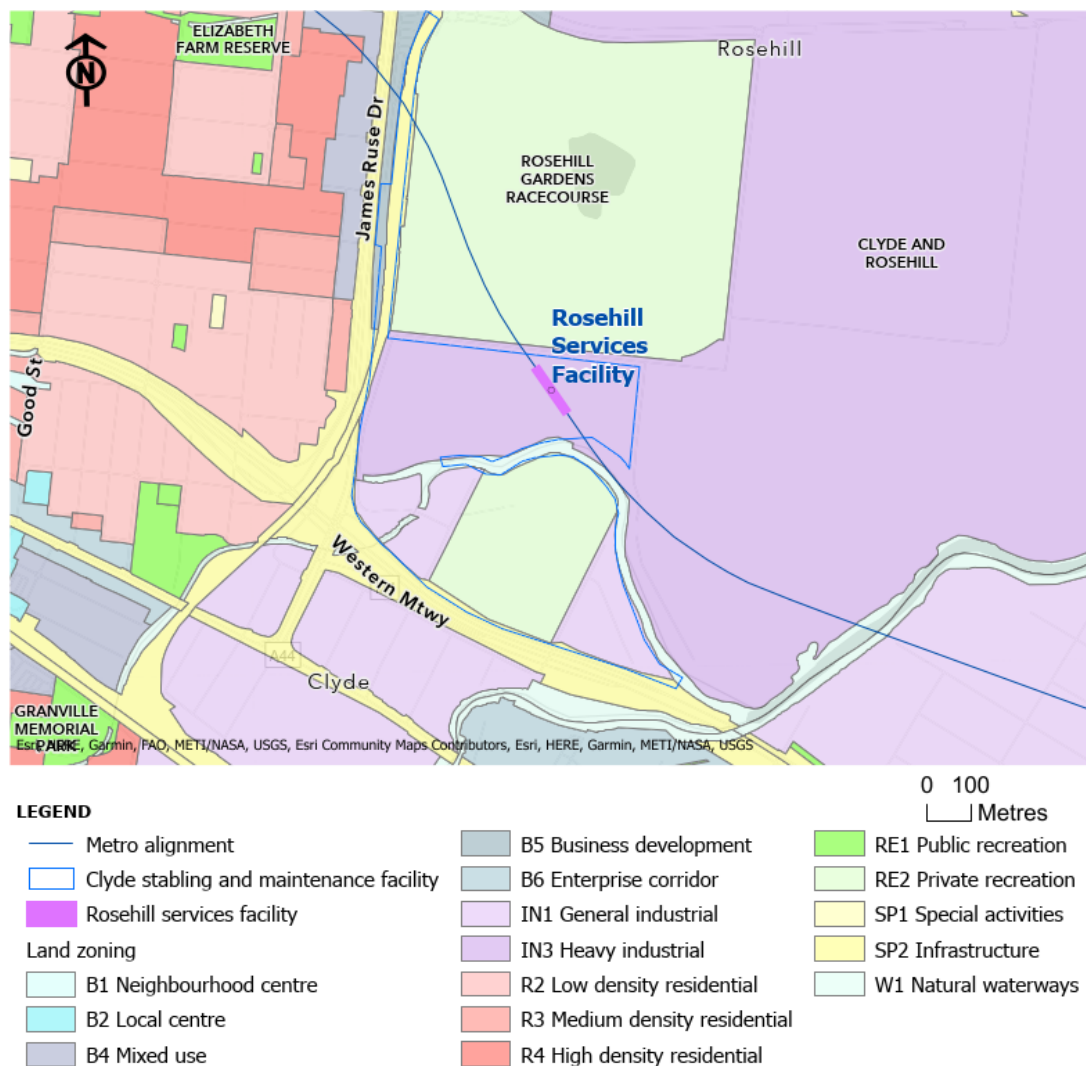 ELIZABETH
FARM RESERVE
N
Rosehill
James Ruse Dr
ROSEHILL
GARDENS
RACECOURSE
CLYDE AND
ROSEHILL
Rosehill
Services
Facility
Good St
Western Mtwy
A44
Clyde
GRANVILLE
MEMORIAL
PARK
Esri, HERE, Garmin, FAO, METI/NASA, USGS, Esri Community Maps Contributors, Esri, HERE, Garmin, METI/NASA, USGS
0 100
Metres
LEGEND
Metro alignment
Clyde stabling and maintenance facility
Rosehill services facility
Land zoning
B1 Neighbourhood centre
B2 Local centre
B4 Mixed use
B5 Business development
B6 Enterprise corridor
IN1 General industrial
IN3 Heavy industrial
R2 Low density residential
R3 Medium density residential
R4 High density residential
RE1 Public recreation
RE2 Private recreation
SP1 Special activities
SP2 Infrastructure
W1 Natural waterways